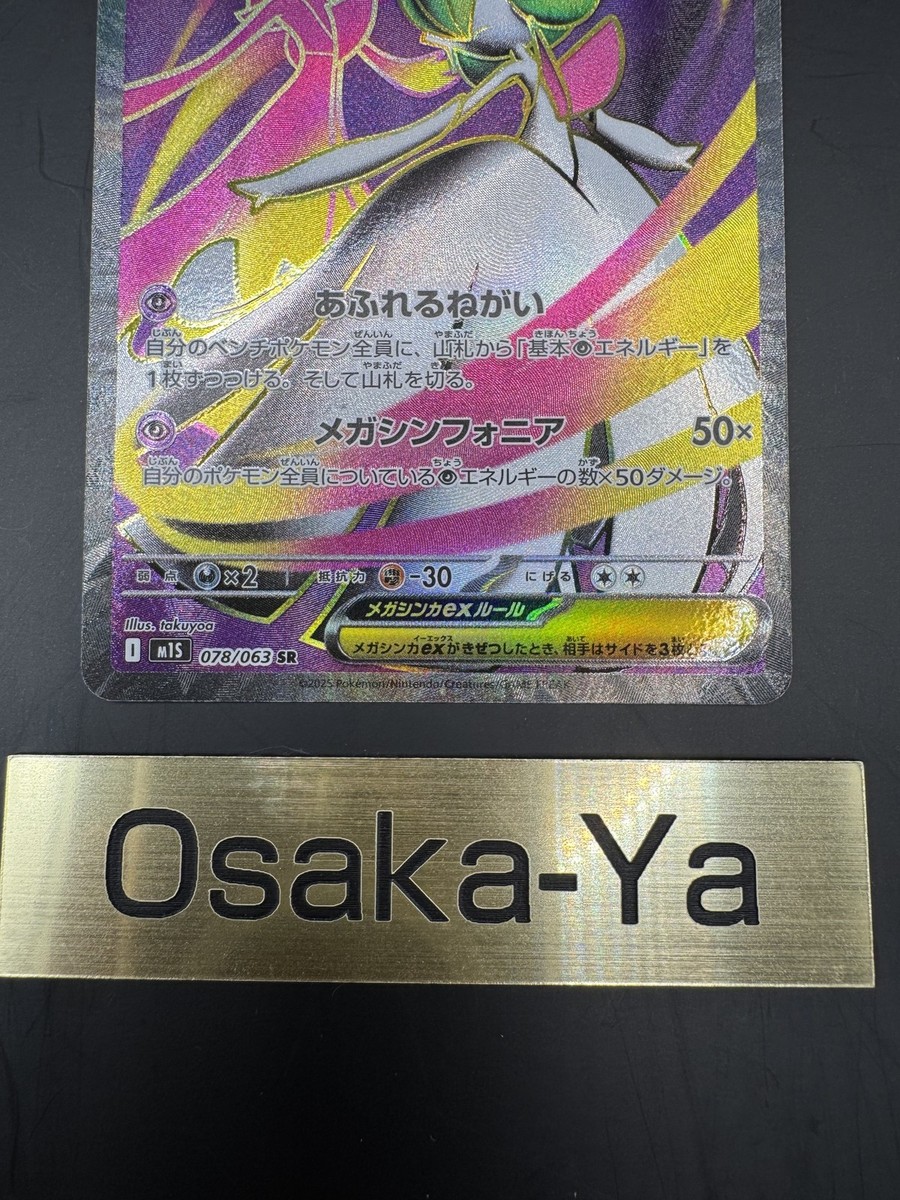 あふれるねがい
自分のベンチポケモン全員に、山札から「基本超エネルギー」を
1枚ずつつける。そして山札を切る。
メガシンフォニア 50×
自分のポケモン全員についている超エネルギーの数×50ダメージ。
弱点 ×2 抵抗力 -30 にげる
メガシンカexルール
メガシンカexがきぜつしたとき、相手はサイドを3枚
Illus. takuyoa
I M1S 078/063 SR
©2025 Pokémon/Nintendo/Creatures/GAME FREAK
Osaka-Ya